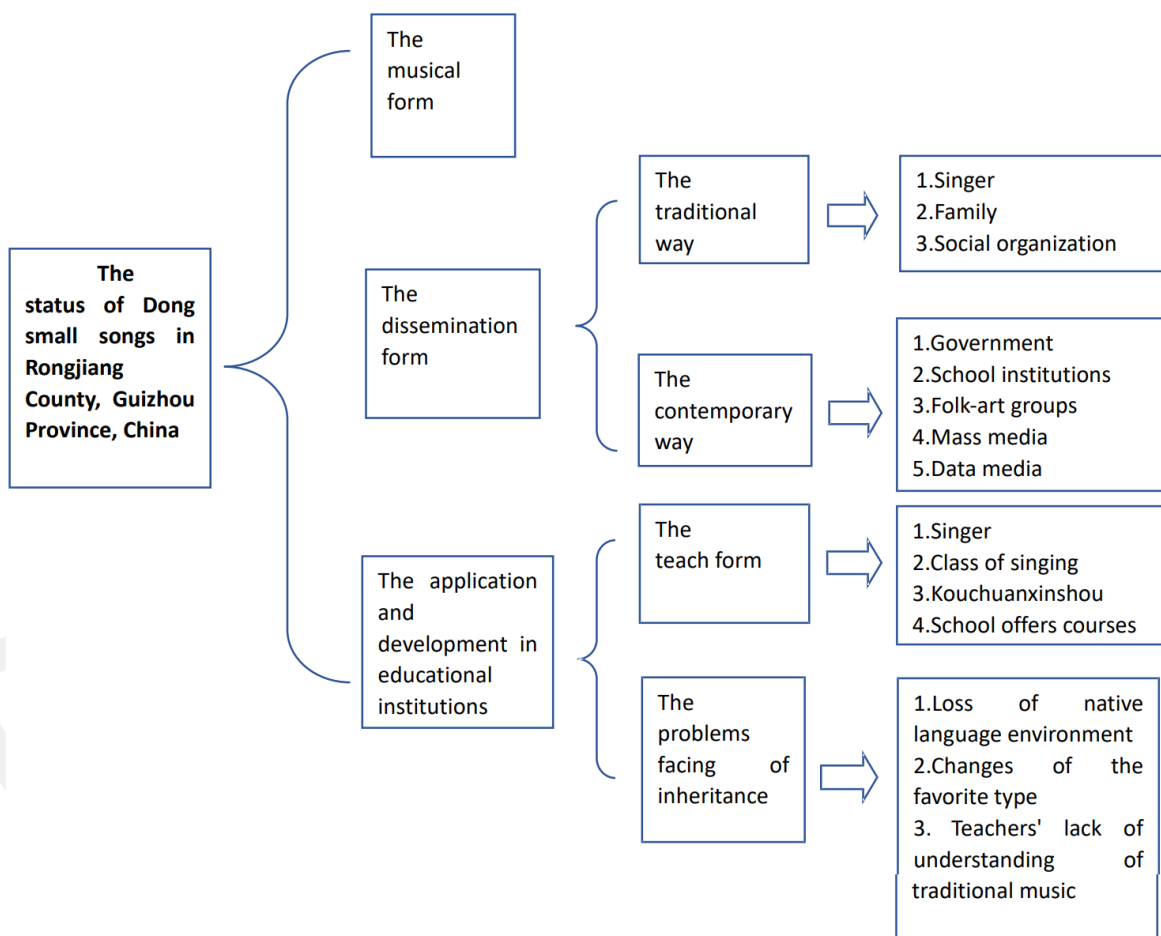 The
status of Dong
small songs in
Rongjiang
County, Guizhou
Province, China
The
musical
form
The
dissemination
form
The
traditional
way
1.Singer
2.Family
3.Social organization
The
contemporary
way
1.Government
2.School institutions
3.Folk-art groups
4.Mass media
5.Data media
The application
and
development in
educational
institutions
The
teach form
1.Singer
2.Class of singing
3.Kouchuanxinshou
4.School offers courses
The
problems
facing of
inheritance
1.Loss of native
language environment
2.Changes of the
favorite type
3. Teachers' lack of
understanding of
traditional music